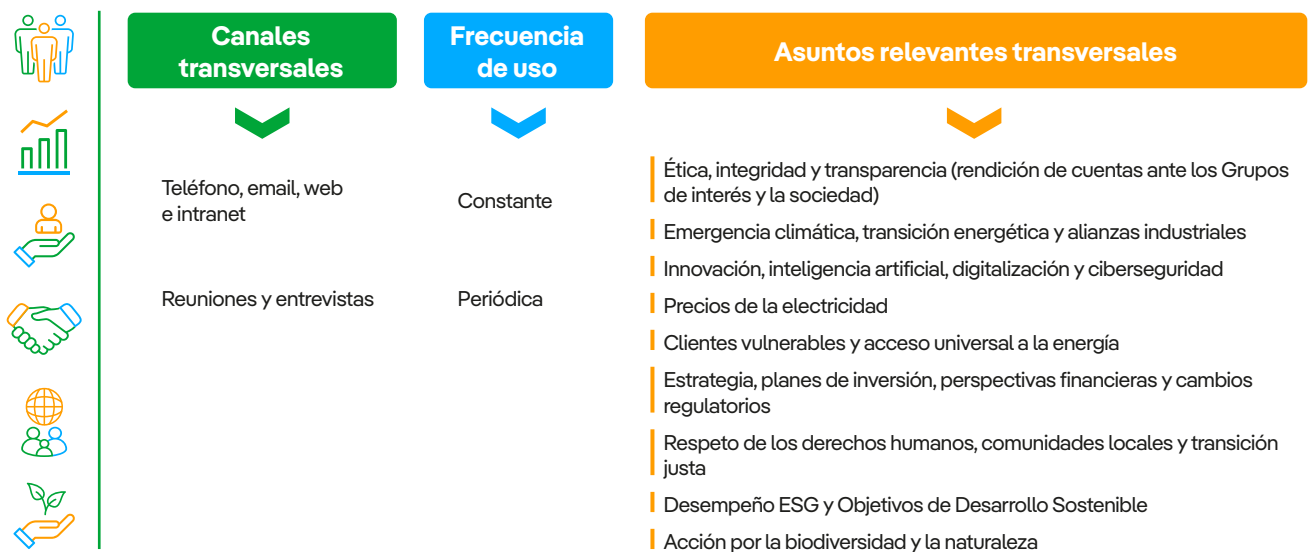 Canales
transversales
Frecuencia
de uso
Asuntos relevantes transversales
Teléfono, email, web
e intranet
Constante
Reuniones y entrevistas
Periódica
Ética, integridad y transparencia (rendición de cuentas ante los Grupos
de interés y la sociedad)
Emergencia climática, transición energética y alianzas industriales
Innovación, inteligencia artificial, digitalización y ciberseguridad
Precios de la electricidad
Clientes vulnerables y acceso universal a la energía
Estrategia, planes de inversión, perspectivas financieras y cambios
regulatorios
Respeto de los derechos humanos, comunidades locales y transición
justa
Desempeño ESG y Objetivos de Desarrollo Sostenible
Acción por la biodiversidad y la naturaleza